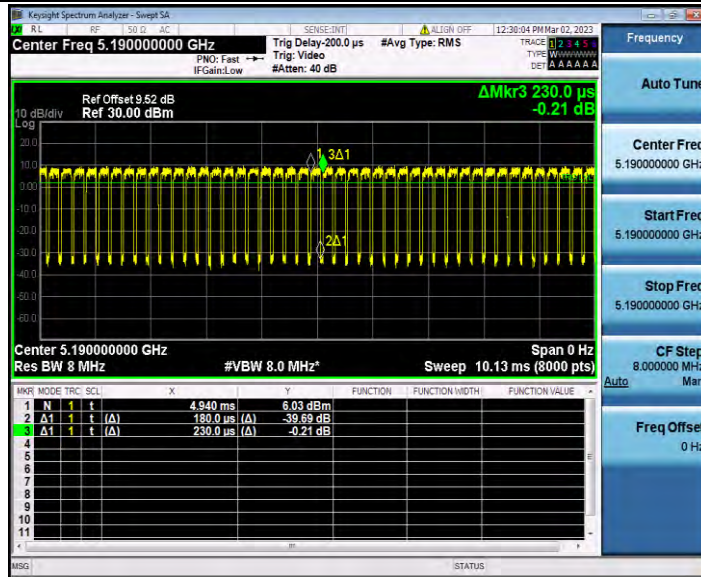 Keysight Spectrum Analyzer - Swept SA
RL RF 50 Ω AC SENSE:INT ALIGN OFF 12:30:04 PM Mar 02, 2023
Center Freq 5.190000000 GHz
Trig Delay-200.0 µs #Avg Type: RMS
TRACE 1 2 3 4 5 6
PNO: Fast Trig: Video
TYPE WWWWWW
IFGain:Low #Atten: 40 dB
DET A A A A A A
Frequency
Auto Tune
ΔMkr3 230.0 µs
-0.21 dB
Ref Offset 9.52 dB
10 dB/div Ref 30.00 dBm
Log
20.0
10.0
0.00
-10.0
-20.0
-30.0
-40.0
-50.0
-60.0
1 3Δ1
2Δ1
Center Freq
5.190000000 GHz
Start Freq
5.190000000 GHz
Stop Freq
5.190000000 GHz
CF Step
8.000000 MHz
Auto Man
Freq Offset
0 Hz
Center 5.190000000 GHz Span 0 Hz
Res BW 8 MHz #VBW 8.0 MHz* Sweep 10.13 ms (8000 pts)
MKR MODE TRC SCL X Y FUNCTION FUNCTION WIDTH FUNCTION VALUE
1 N 1 t 4.940 ms 6.03 dBm
2 Δ1 1 t (Δ) 180.0 µs (Δ) -39.69 dB
3 Δ1 1 t (Δ) 230.0 µs (Δ) -0.21 dB
4
5
6
7
8
9
10
11
MSG STATUS